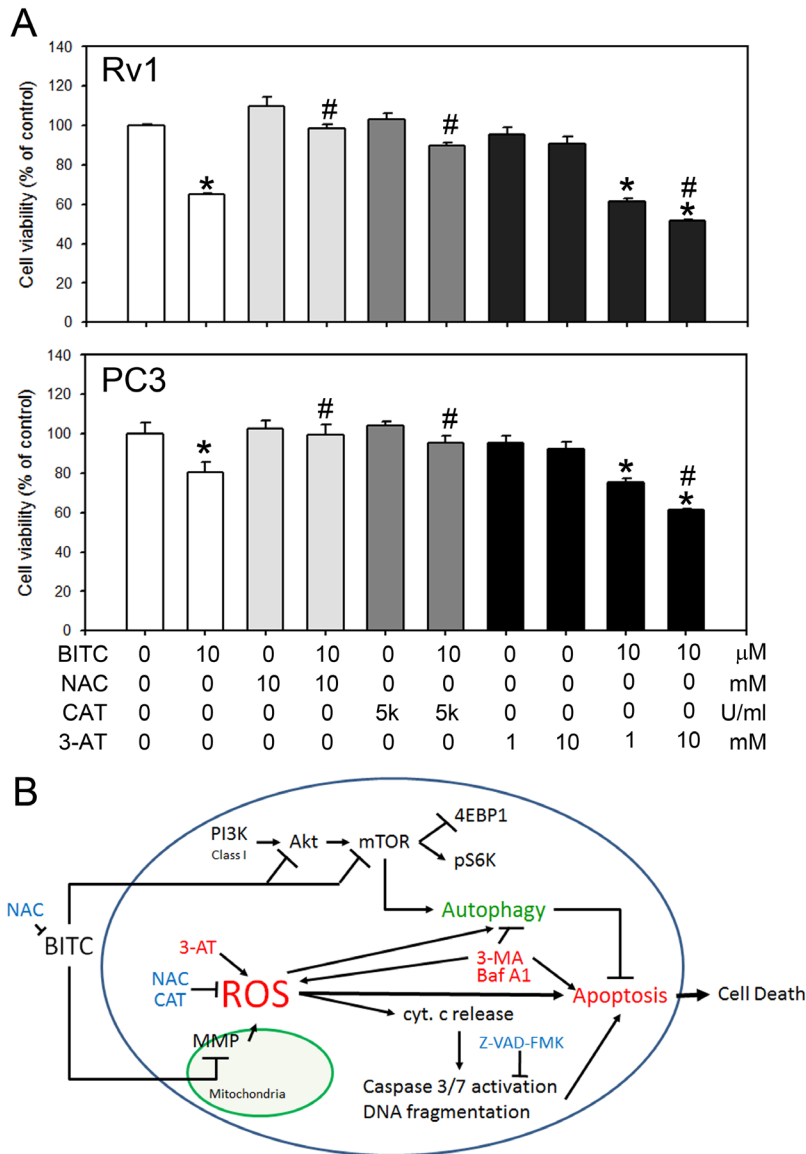 A
Rv1
Cell viability (% of control)
140
120
100
80
60
40
20
0
*
#
#
*
#
*
PC3
Cell viability (% of control)
140
120
100
80
60
40
20
0
*
#
#
*
#
*
BITC 0 10 0 10 0 10 0 0 10 10 μM
NAC 0 0 10 10 0 0 0 0 0 0 mM
CAT 0 0 0 0 5k 5k 0 0 0 0 U/ml
3-AT 0 0 0 0 0 0 1 10 1 10 mM
B
PI3K
Class I
Akt
mTOR
4EBP1
pS6K
NAC
BITC
Autophagy
3-AT
3-MA
Baf A1
NAC
CAT
ROS
Apoptosis
Cell Death
cyt. c release
MMP
Z-VAD-FMK
Mitochondria
Caspase 3/7 activation
DNA fragmentation